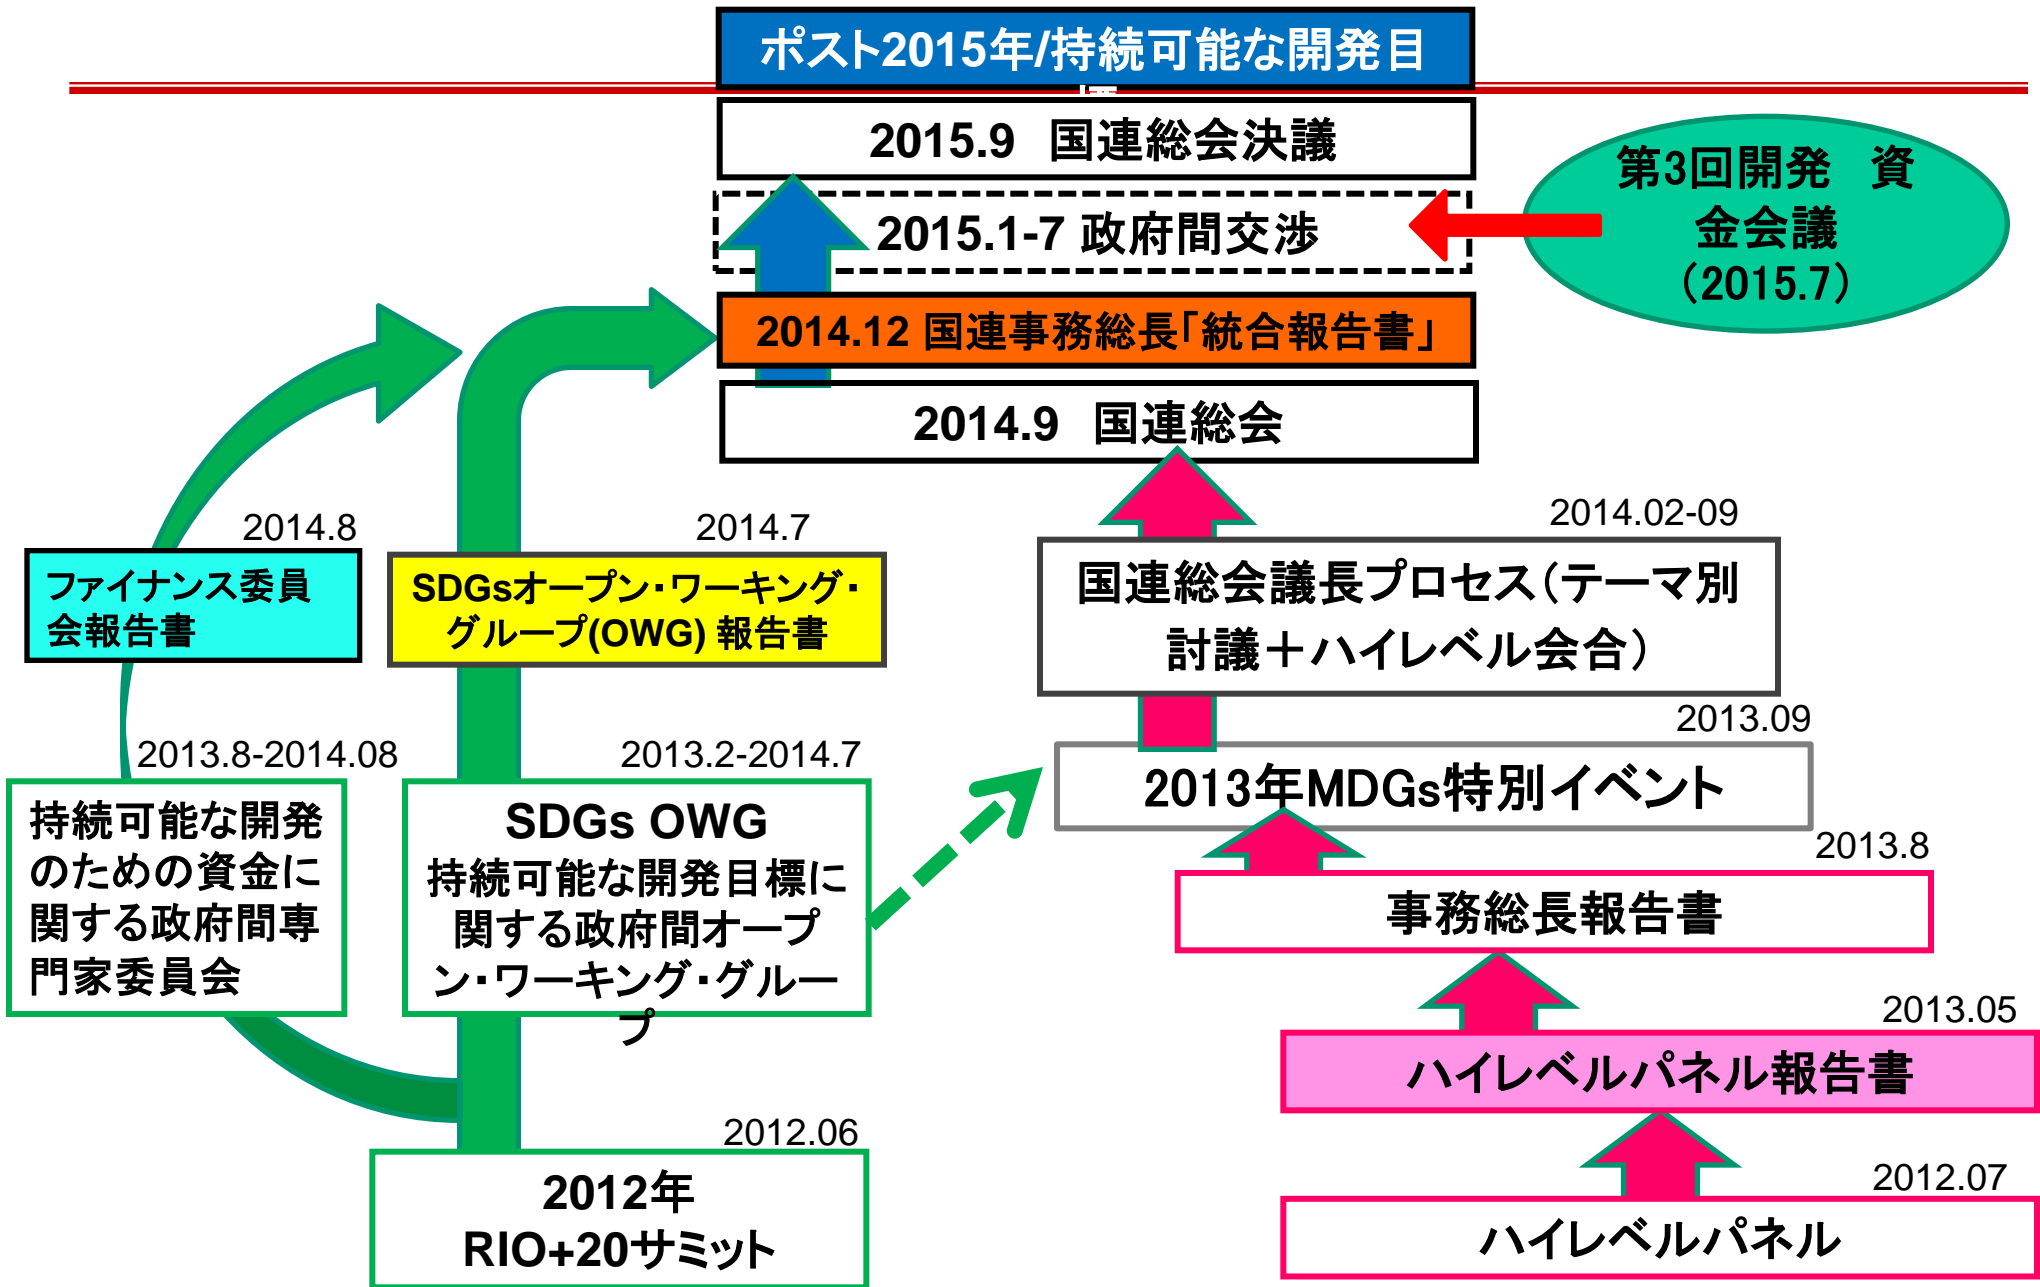 ポスト2015年/持続可能な開発目
2015.9 国連総会決議
2015.1-7 政府間交渉
第3回開発 資
金会議
（2015.7）
2014.12 国連事務総長「統合報告書」
2014.9 国連総会
2014.8
ファイナンス委員
会報告書
2014.7
SDGsオープン・ワーキング・
グループ(OWG) 報告書
2014.02-09
国連総会議長プロセス（テーマ別
討議＋ハイレベル会合）
2013.09
2013年MDGs特別イベント
2013.8-2014.08
持続可能な開発
のための資金に
関する政府間専
門家委員会
2013.2-2014.7
SDGs OWG
持続可能な開発目標に
関する政府間オープ
ン・ワーキング・グルー
プ
2013.8
事務総長報告書
2013.05
ハイレベルパネル報告書
2012.06
2012年
RIO+20サミット
2012.07
ハイレベルパネル